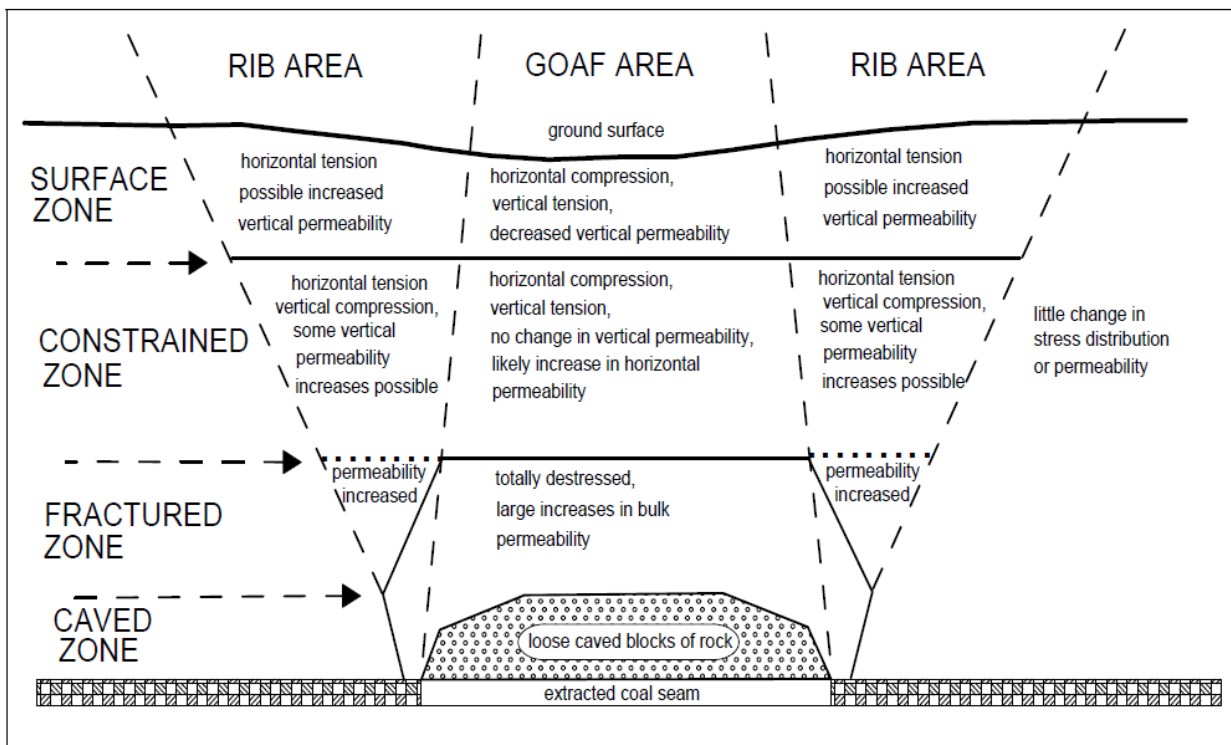 RIB AREA
GOAF AREA
RIB AREA
ground surface
SURFACE
ZONE
horizontal tension
possible increased
vertical permeability
horizontal compression,
vertical tension,
decreased vertical permeability
horizontal tension
possible increased
vertical permeability
CONSTRAINED
ZONE
horizontal tension
vertical compression,
some vertical
permeability
increases possible
horizontal compression,
vertical tension,
no change in vertical permeability,
likely increase in horizontal
permeability
horizontal tension
vertical compression,
some vertical
permeability
increases possible
little change in
stress distribution
or permeability
FRACTURED
ZONE
permeability
increased
totally destressed,
large increases in bulk
permeability
permeability
increased
CAVED
ZONE
loose caved blocks of rock
extracted coal seam